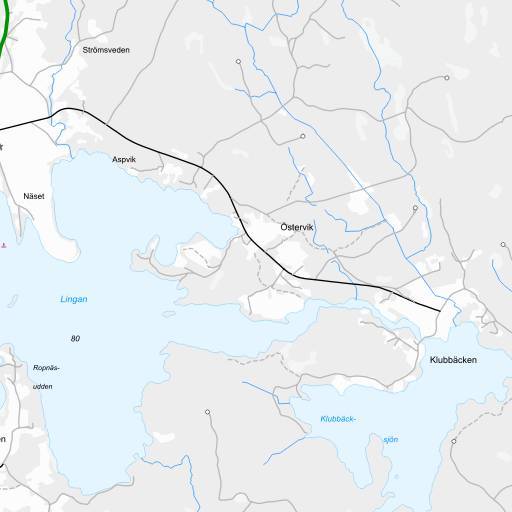 Strömsveden
Aspvik
Näset
Östervik
Lingan
80
Ropnäs-
udden
Klubbäcken
Klubbäck-
sjön